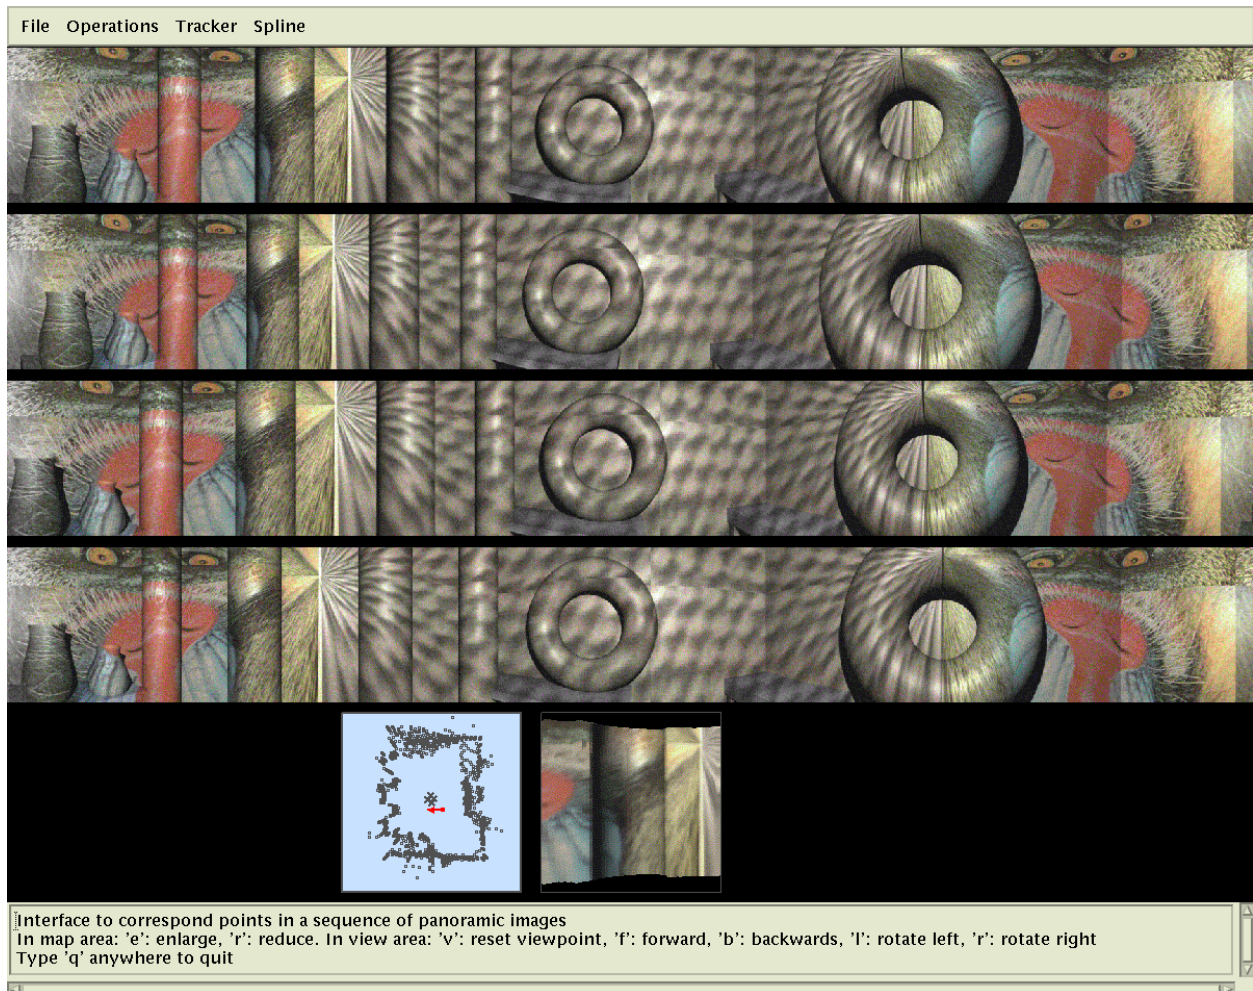 File Operations Tracker Spline
Interface to correspond points in a sequence of panoramic images
In map area: 'e': enlarge, 'r': reduce. In view area: 'v': reset viewpoint, 'f': forward, 'b': backwards, 'l': rotate left, 'r': rotate right
Type 'q' anywhere to quit